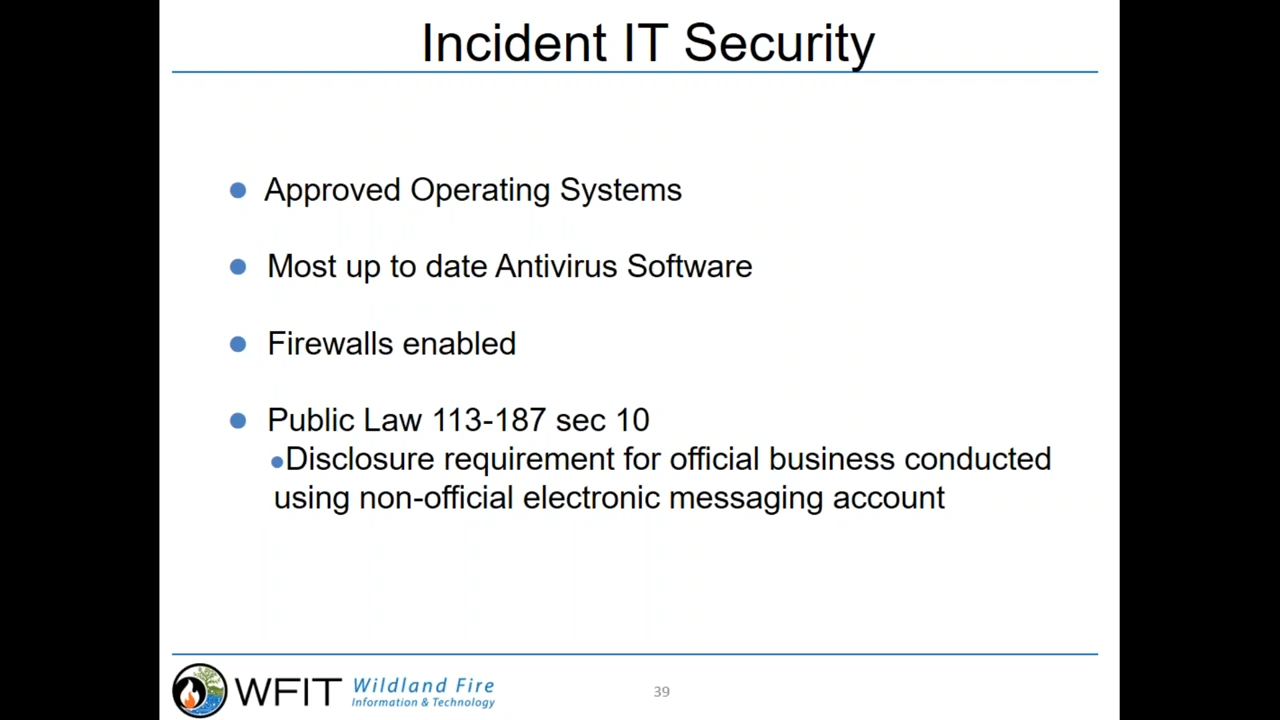 Incident IT Security
Approved Operating Systems
Most up to date Antivirus Software
Firewalls enabled
Public Law 113-187 sec 10
Disclosure requirement for official business conducted
using non-official electronic messaging account
WFIT Wildland Fire
Information & Technology
39